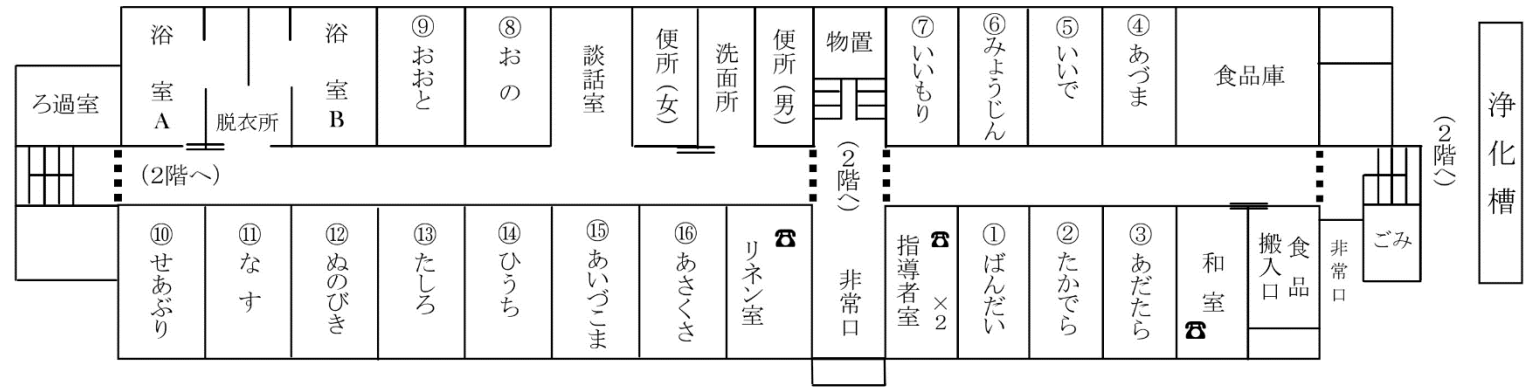 ろ過室
浴室A
脱衣所
浴室B
⑨おおと
⑧おの
談話室
便所(女)
洗面所
便所(男)
物置
⑦いいもり
⑥みょうじん
⑤いいで
④あづま
食品庫
浄化槽
(2階へ)
(2階へ)
(2階へ)
⑩せあぶり
⑪なす
⑫ぬのびき
⑬たしろ
⑭ひうち
⑮あいづこま
⑯あさくさ
リネン室 ☎
非常口
指導者室 ☎×2
①ばんだい
②たかでら
③あだたら
和室 ☎
食品搬入口
非常口
ごみ